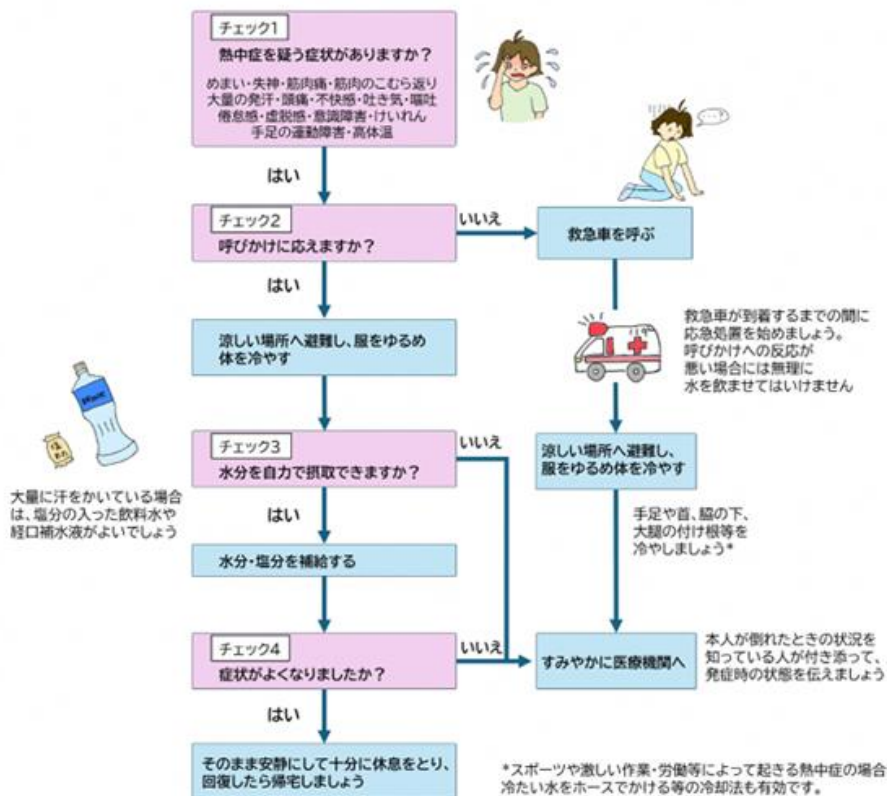 チェック1
熱中症を疑う症状がありますか？
めまい・失神・筋肉痛・筋肉のこむら返り
大量の発汗・頭痛・不快感・吐き気・嘔吐
倦怠感・虚脱感・意識障害・けいれん
手足の運動障害・高体温
はい
チェック2
呼びかけに応えますか？
いいえ
救急車を呼ぶ
はい
涼しい場所へ避難し、服をゆるめ
体を冷やす
救急車が到着するまでの間に
応急処置を始めましょう。
呼びかけへの反応が
悪い場合には無理に
水を飲ませてはいけません
チェック3
水分を自力で摂取できますか？
いいえ
涼しい場所へ避難し、
服をゆるめ体を冷やす
大量に汗をかいている場合
は、塩分の入った飲料水や
経口補水液がよいでしょう
はい
手足や首、脇の下、
大腿の付け根等を
冷やしましょう*
水分・塩分を補給する
チェック4
症状がよくなりましたか？
いいえ
すみやかに医療機関へ
本人が倒れたときの状況を
知っている人が付き添って、
発症時の状態を伝えましょう
はい
そのまま安静にして十分に休息をとり、
回復したら帰宅しましょう
*スポーツや激しい作業・労働等によって起きる熱中症の場合
冷たい水をホースでかける等の冷却法も有効です。